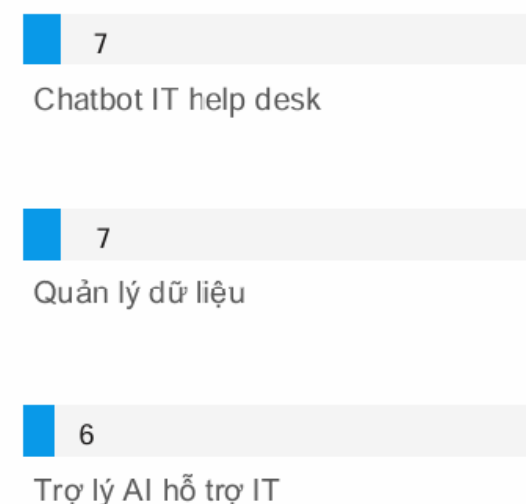 7
Chatbot IT help desk
7
Quản lý dữ liệu
6
Trợ lý AI hỗ trợ IT